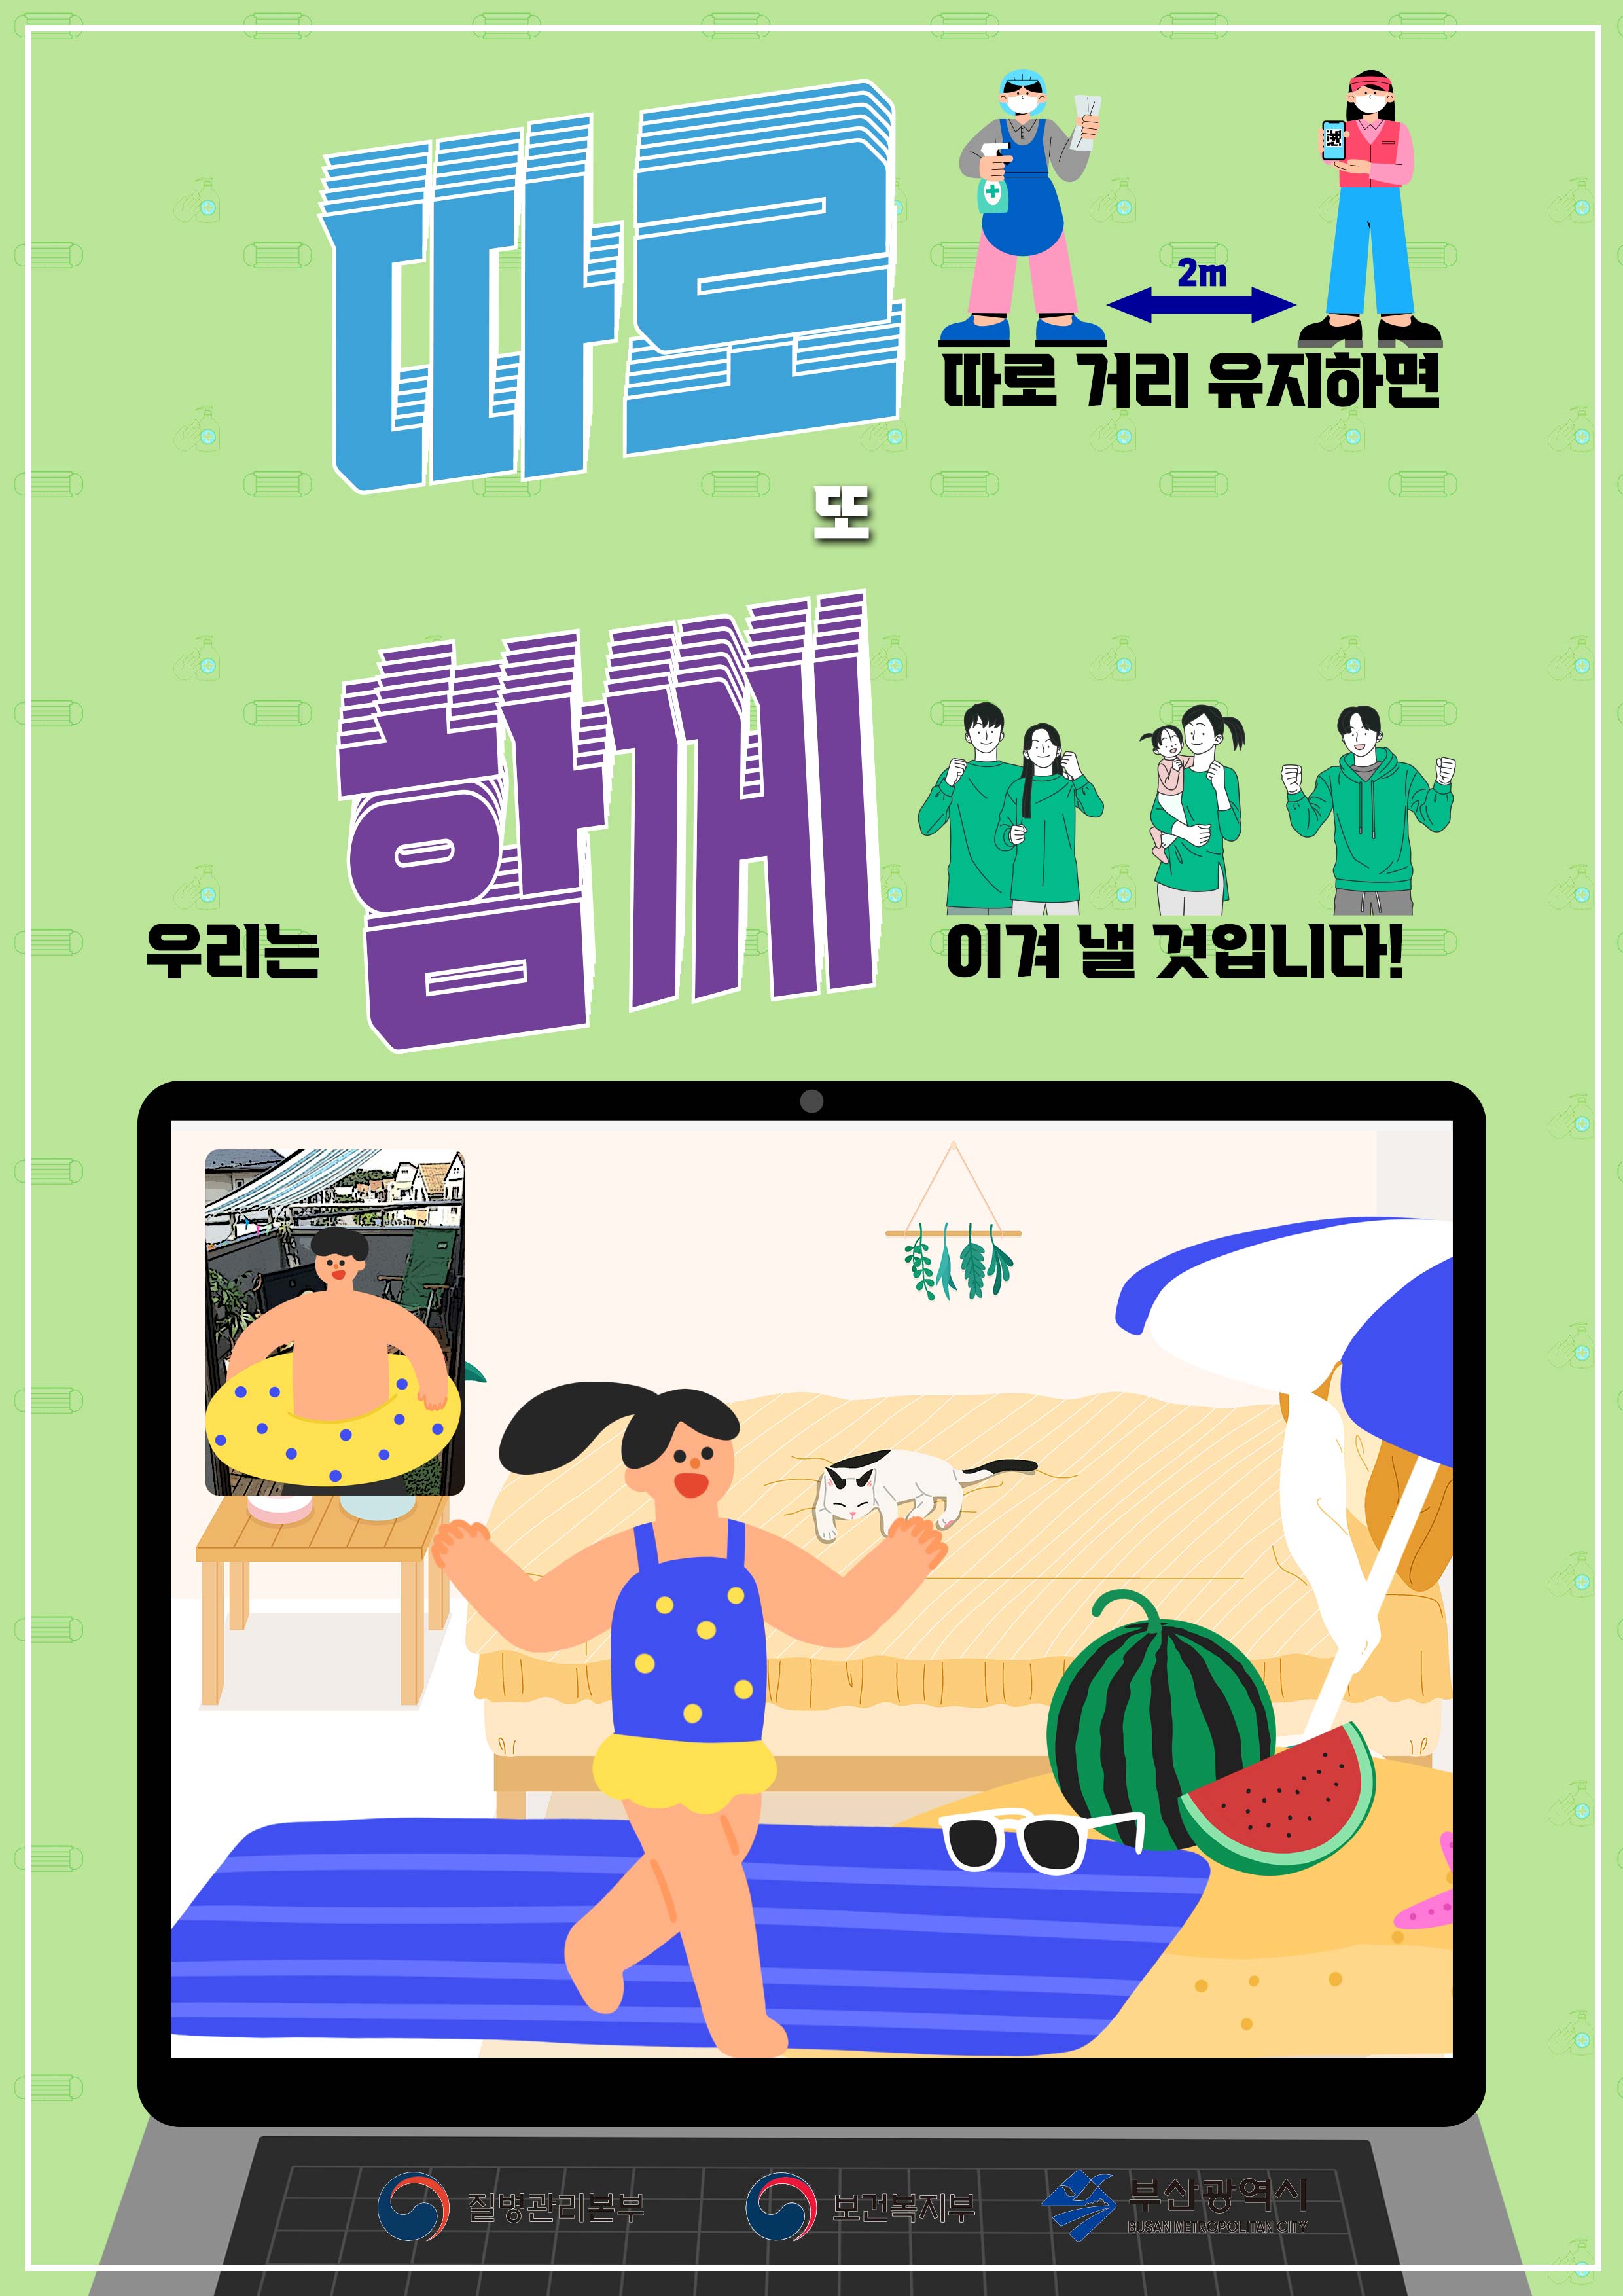 따로
2m
따로 거리 유지하면
또
우리는
함께
이겨 낼 것입니다!
질병관리본부
보건복지부
부산광역시
BUSAN METROPOLITAN CITY